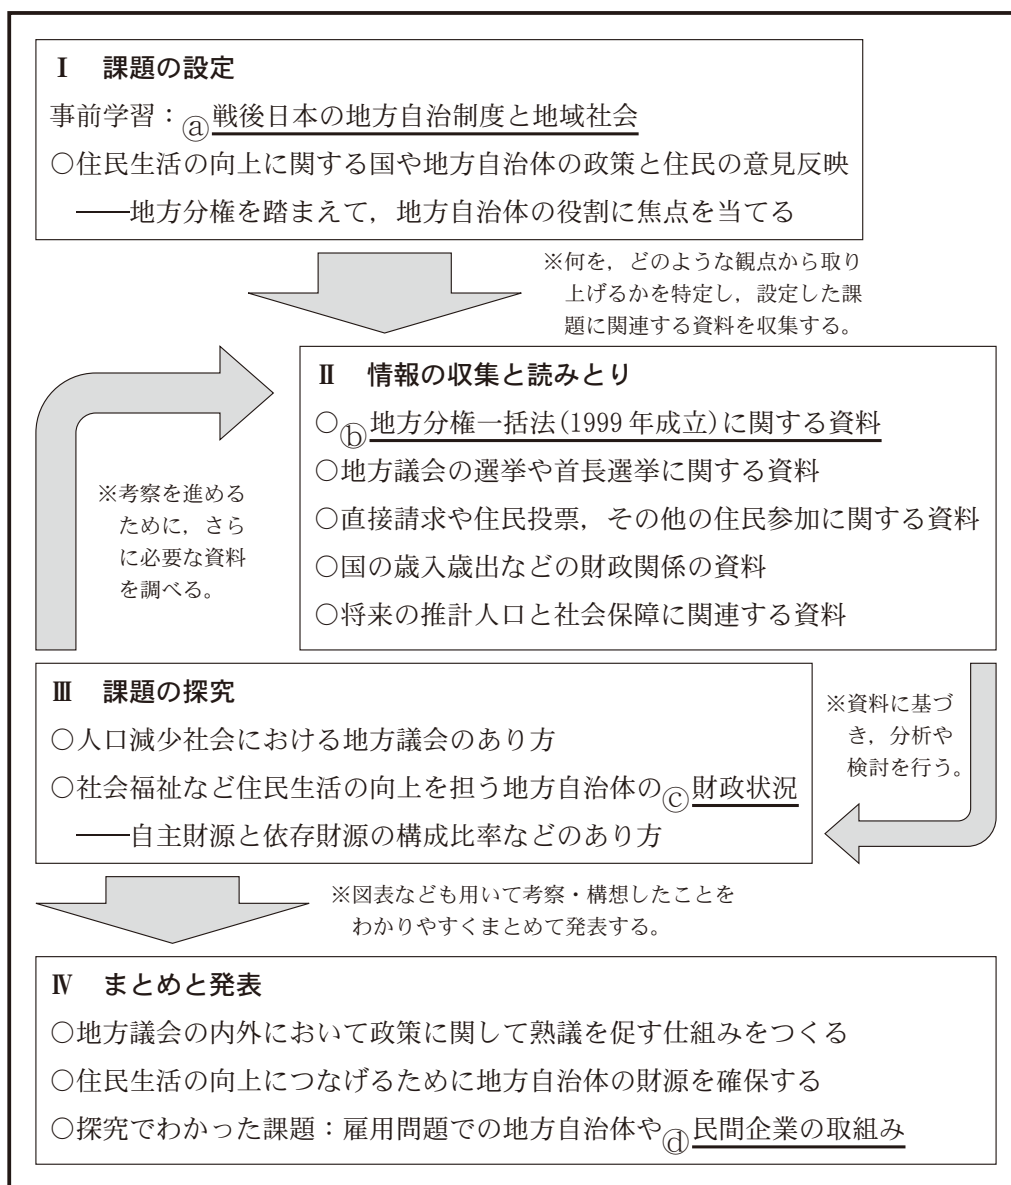 Ⅰ 課題の設定
事前学習：ⓐ戦後日本の地方自治制度と地域社会
○住民生活の向上に関する国や地方自治体の政策と住民の意見反映
――地方分権を踏まえて，地方自治体の役割に焦点を当てる
※何を，どのような観点から取り
上げるかを特定し，設定した課
題に関連する資料を収集する。
Ⅱ 情報の収集と読みとり
○ⓑ地方分権一括法(1999年成立)に関する資料
○地方議会の選挙や首長選挙に関する資料
○直接請求や住民投票，その他の住民参加に関する資料
○国の歳入歳出などの財政関係の資料
○将来の推計人口と社会保障に関連する資料
※考察を進める
ために，さら
に必要な資料
を調べる。
Ⅲ 課題の探究
○人口減少社会における地方議会のあり方
○社会福祉など住民生活の向上を担う地方自治体のⓒ財政状況
――自主財源と依存財源の構成比率などのあり方
※資料に基づ
き，分析や
検討を行う。
※図表なども用いて考察・構想したことを
わかりやすくまとめて発表する。
Ⅳ まとめと発表
○地方議会の内外において政策に関して熟議を促す仕組みをつくる
○住民生活の向上につなげるために地方自治体の財源を確保する
○探究でわかった課題：雇用問題での地方自治体やⓓ民間企業の取組み